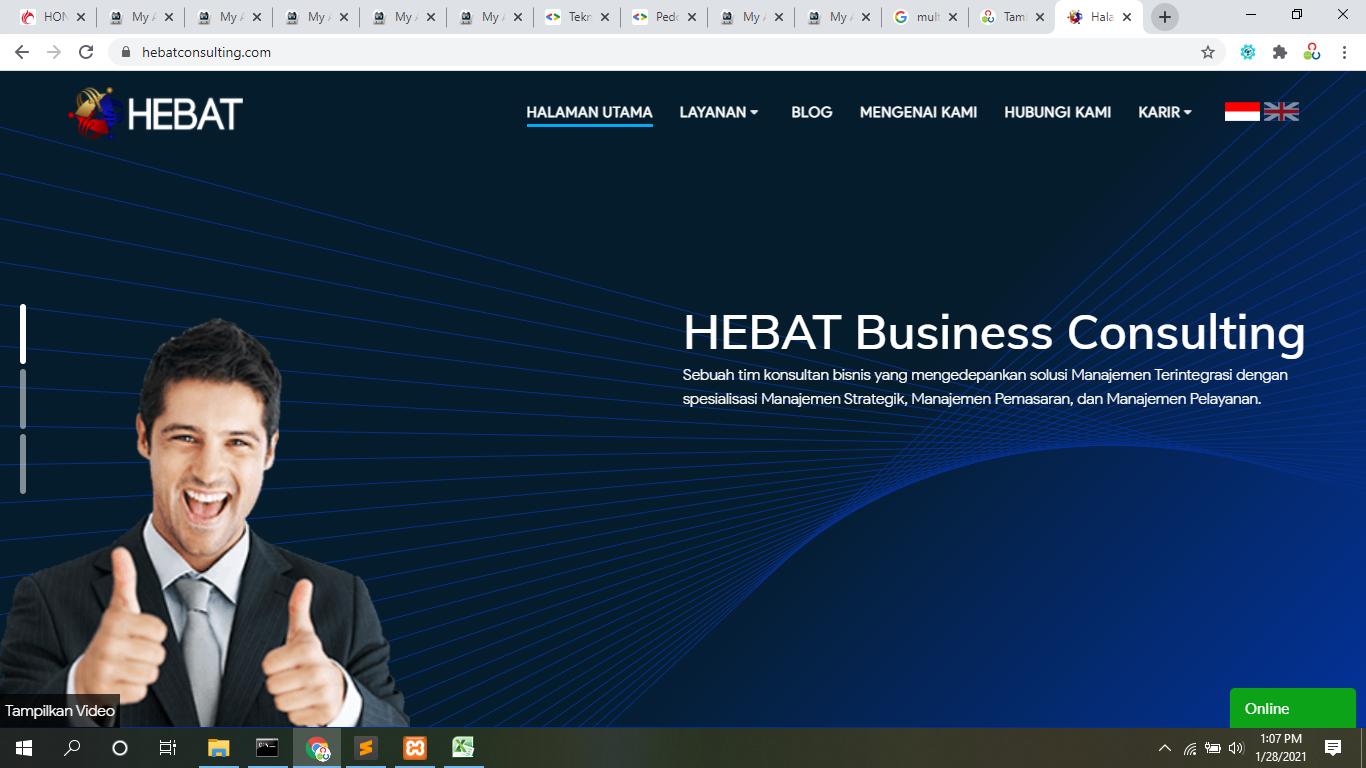 HON
My A
My A
My A
My A
My A
Tekn
Pedo
My A
My A
mult
Tamb
Hala
hebatconsulting.com
HEBAT
HALAMAN UTAMA
LAYANAN
BLOG
MENGENAI KAMI
HUBUNGI KAMI
KARIR
HEBAT Business Consulting
Sebuah tim konsultan bisnis yang mengedepankan solusi Manajemen Terintegrasi dengan
spesialisasi Manajemen Strategik, Manajemen Pemasaran, dan Manajemen Pelayanan.
Tampilkan Video
Online
1:07 PM
1/28/2021